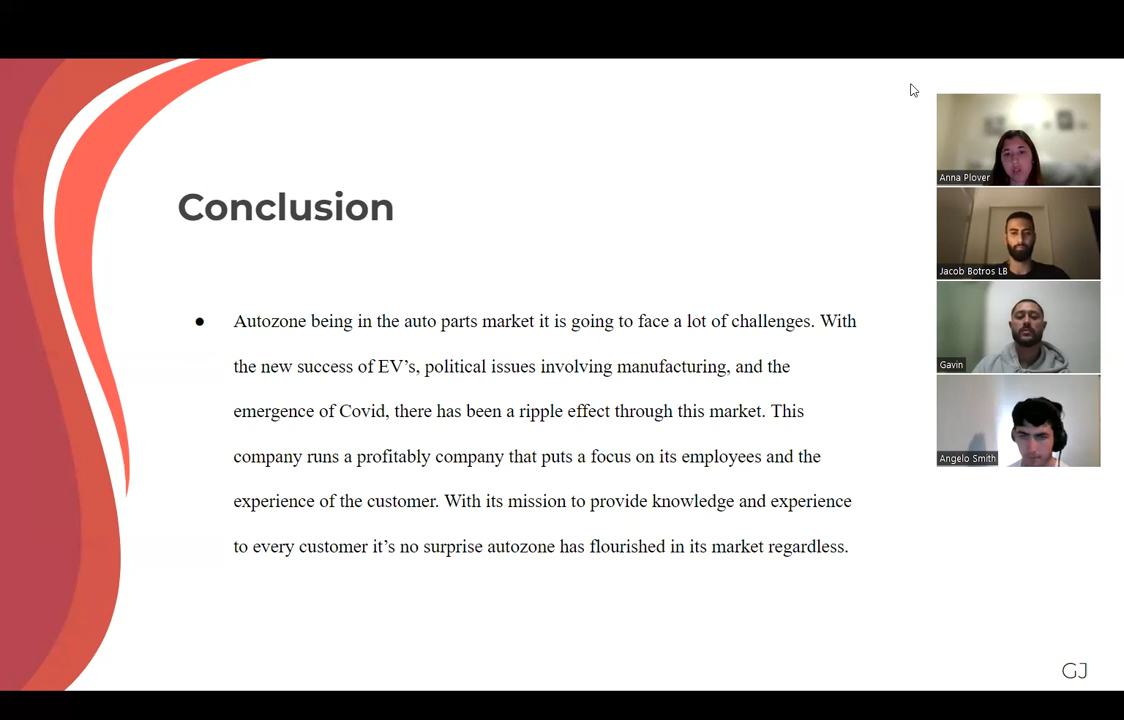 Conclusion
● Autozone being in the auto parts market it is going to face a lot of challenges. With
the new success of EV’s, political issues involving manufacturing, and the
emergence of Covid, there has been a ripple effect through this market. This
company runs a profitably company that puts a focus on its employees and the
experience of the customer. With its mission to provide knowledge and experience
to every customer it’s no surprise autozone has flourished in its market regardless.
GJ
Anna Plover
Jacob Botros LB
Gavin
Angelo Smith